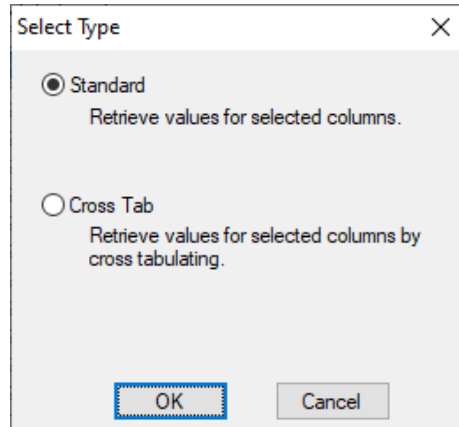 Select Type
Standard
Retrieve values for selected columns.
Cross Tab
Retrieve values for selected columns by
cross tabulating.
OK
Cancel